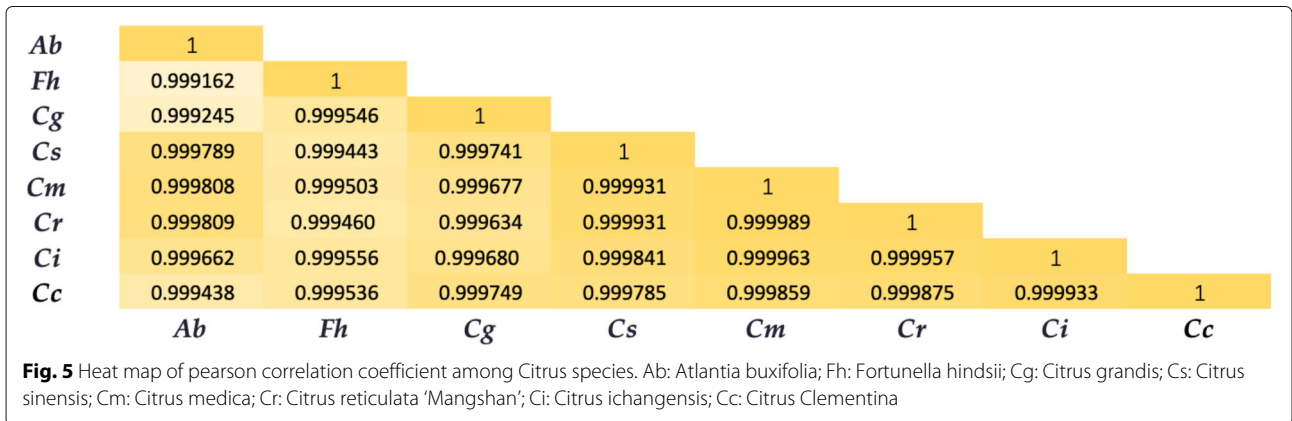 Ab 1
Fh 0.999162 1
Cg 0.999245 0.999546 1
Cs 0.999789 0.999443 0.999741 1
Cm 0.999808 0.999503 0.999677 0.999931 1
Cr 0.999809 0.999460 0.999634 0.999931 0.999989 1
Ci 0.999662 0.999556 0.999680 0.999841 0.999963 0.999957 1
Cc 0.999438 0.999536 0.999749 0.999785 0.999859 0.999875 0.999933 1
Ab Fh Cg Cs Cm Cr Ci Cc
Fig. 5 Heat map of pearson correlation coefficient among Citrus species. Ab: Atlantia buxifolia; Fh: Fortunella hindsii; Cg: Citrus grandis; Cs: Citrus
sinensis; Cm: Citrus medica; Cr: Citrus reticulata ‘Mangshan’; Ci: Citrus ichangensis; Cc: Citrus Clementina